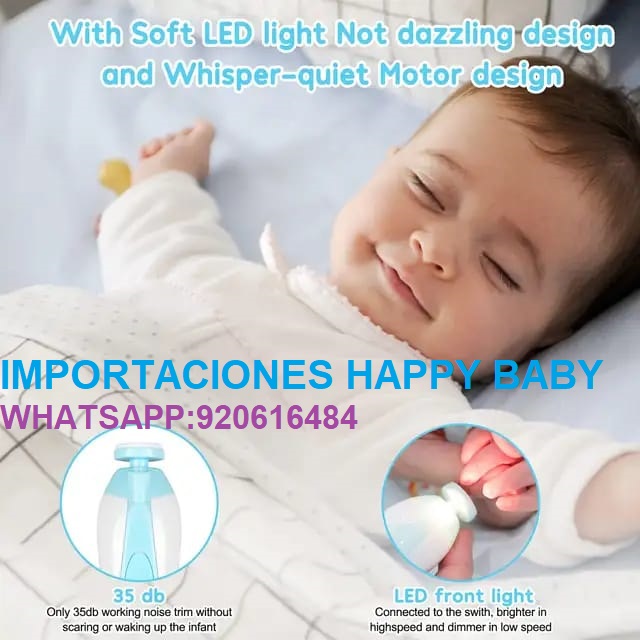 With Soft LED light Not dazzling design
and Whisper-quiet Motor design
IMPORTACIONES HAPPY BABY
WHATSAPP:920616484
35 db
Only 35db working noise trim without
scaring or waking up the infant
LED front light
Connected to the swith, brighter in
highspeed and dimmer in low speed